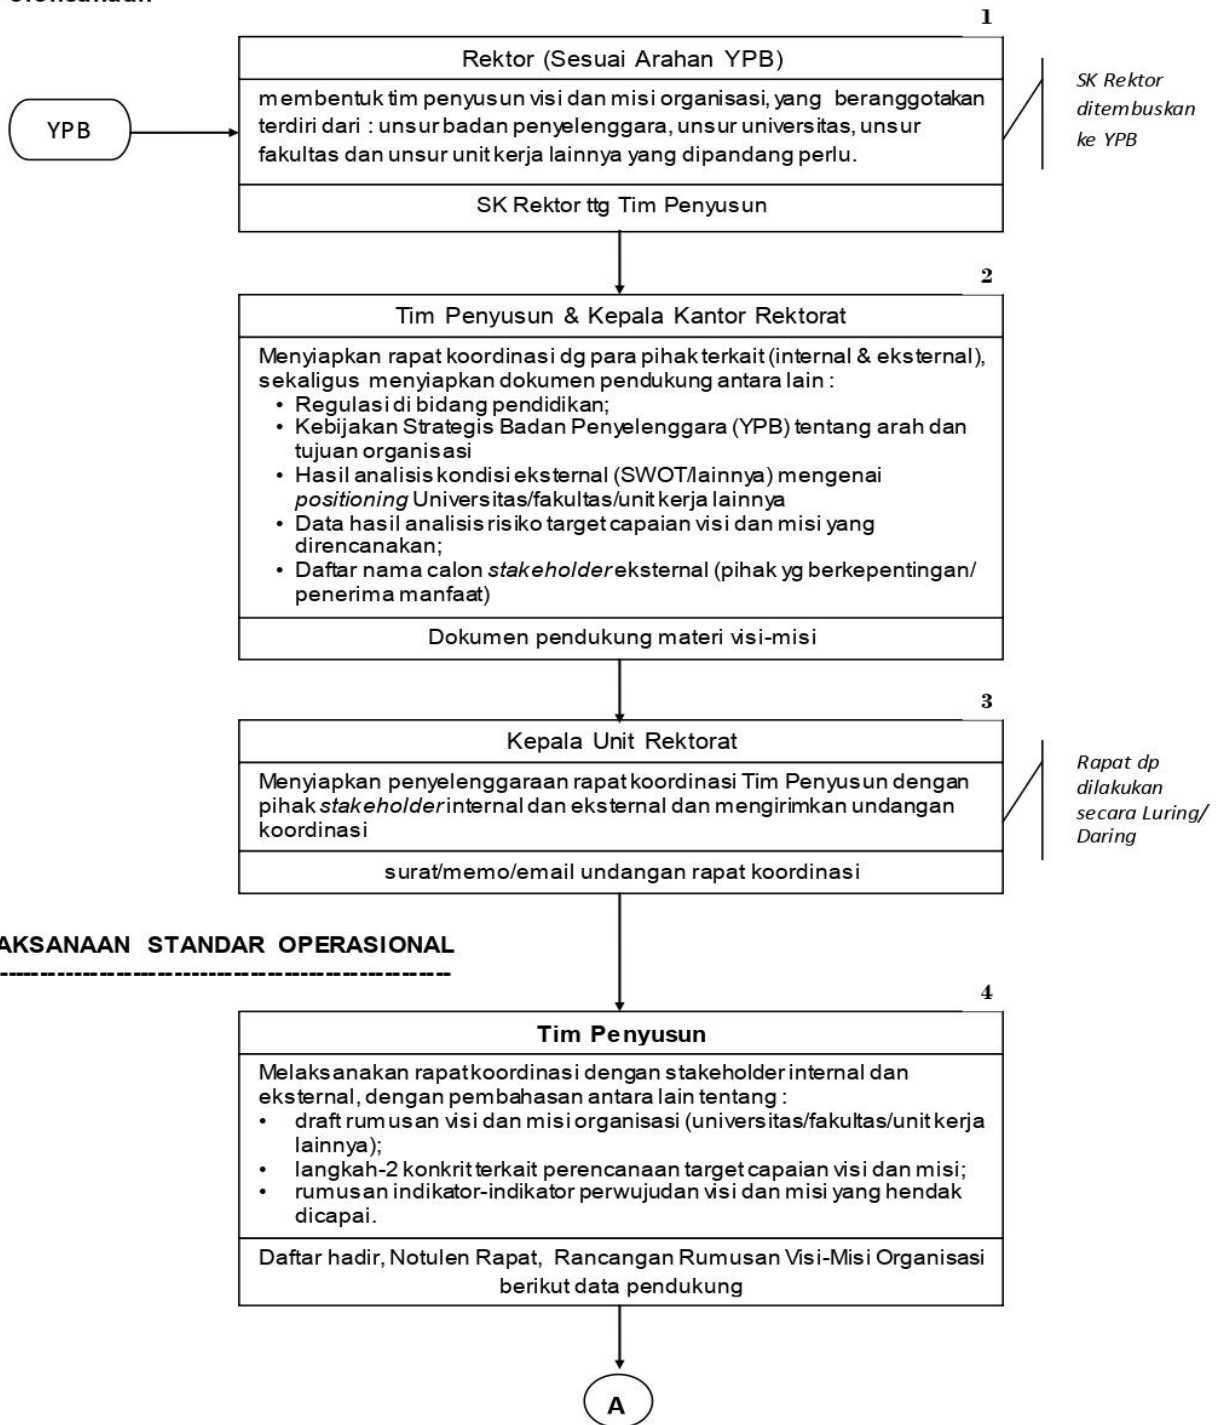 1
Rektor (Sesuai Arahan YPB)
YPB
membentuk tim penyusun visi dan misi organisasi, yang beranggotakan
terdiri dari : unsur badan penyelenggara, unsur universitas, unsur
fakultas dan unsur unit kerja lainnya yang dipandang perlu.
SK Rektor ttg Tim Penyusun
SK Rektor
ditembuskan
ke YPB
2
Tim Penyusun & Kepala Kantor Rektorat
Menyiapkan rapat koordinasi dg para pihak terkait (internal & eksternal),
sekaligus menyiapkan dokumen pendukung antara lain :
• Regulasi di bidang pendidikan;
• Kebijakan Strategis Badan Penyelenggara (YPB) tentang arah dan
tujuan organisasi
• Hasil analisis kondisi eksternal (SWOT/lainnya) mengenai
positioning Universitas/fakultas/unit kerja lainnya
• Data hasil analisis risiko target capaian visi dan misi yang
direncanakan;
• Daftar nama calon stakeholder eksternal (pihak yg berkepentingan/
penerima manfaat)
Dokumen pendukung materi visi-misi
3
Kepala Unit Rektorat
Menyiapkan penyelenggaraan rapat koordinasi Tim Penyusun dengan
pihak stakeholder internal dan eksternal dan mengirimkan undangan
koordinasi
surat/memo/email undangan rapat koordinasi
Rapat dp
dilakukan
secara Luring/
Daring
AKSANAAN STANDAR OPERASIONAL
4
Tim Penyusun
Melaksanakan rapat koordinasi dengan stakeholder internal dan
eksternal, dengan pembahasan antara lain tentang :
• draft rumusan visi dan misi organisasi (universitas/fakultas/unit kerja
lainnya);
• langkah-2 konkrit terkait perencanaan target capaian visi dan misi;
• rumusan indikator-indikator perwujudan visi dan misi yang hendak
dicapai.
Daftar hadir, Notulen Rapat, Rancangan Rumusan Visi-Misi Organisasi
berikut data pendukung
A